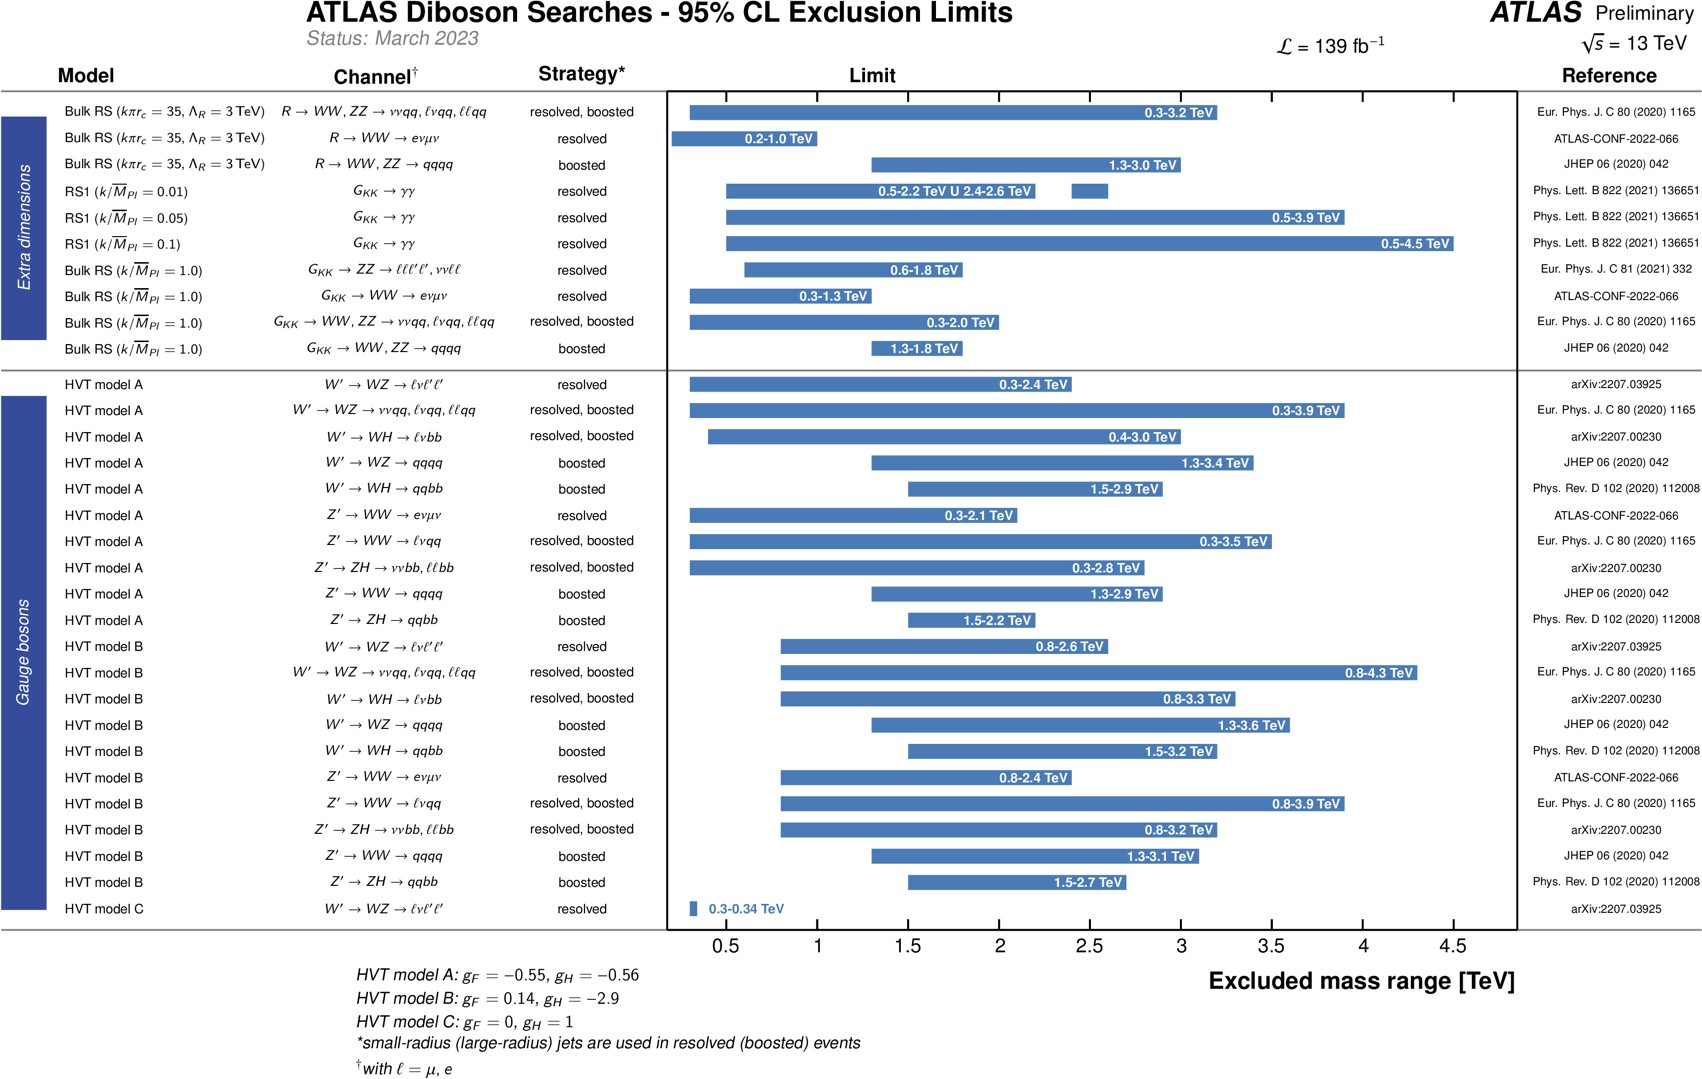 ATLAS Diboson Searches - 95% CL Exclusion Limits
ATLAS Preliminary
Status: March 2023
ℒ = 139 fb⁻¹
√s = 13 TeV
Model Channel† Strategy* Limit Reference
Extra dimensions
Bulk RS (kπr_c = 35, Λ_R = 3 TeV) R → WW, ZZ → ννqq, ℓνqq, ℓℓqq resolved, boosted 0.3-3.2 TeV Eur. Phys. J. C 80 (2020) 1165
Bulk RS (kπr_c = 35, Λ_R = 3 TeV) R → WW → eνμν resolved 0.2-1.0 TeV ATLAS-CONF-2022-066
Bulk RS (kπr_c = 35, Λ_R = 3 TeV) R → WW, ZZ → qqqq boosted 1.3-3.0 TeV JHEP 06 (2020) 042
RS1 (k/M̅_Pl = 0.01) G_KK → γγ resolved 0.5-2.2 TeV U 2.4-2.6 TeV Phys. Lett. B 822 (2021) 136651
RS1 (k/M̅_Pl = 0.05) G_KK → γγ resolved 0.5-3.9 TeV Phys. Lett. B 822 (2021) 136651
RS1 (k/M̅_Pl = 0.1) G_KK → γγ resolved 0.5-4.5 TeV Phys. Lett. B 822 (2021) 136651
Bulk RS (k/M̅_Pl = 1.0) G_KK → ZZ → ℓℓℓ′ℓ′, ννℓℓ resolved 0.6-1.8 TeV Eur. Phys. J. C 81 (2021) 332
Bulk RS (k/M̅_Pl = 1.0) G_KK → WW → eνμν resolved 0.3-1.3 TeV ATLAS-CONF-2022-066
Bulk RS (k/M̅_Pl = 1.0) G_KK → WW, ZZ → ννqq, ℓνqq, ℓℓqq resolved, boosted 0.3-2.0 TeV Eur. Phys. J. C 80 (2020) 1165
Bulk RS (k/M̅_Pl = 1.0) G_KK → WW, ZZ → qqqq boosted 1.3-1.8 TeV JHEP 06 (2020) 042
Gauge bosons
HVT model A W′ → WZ → ℓνℓ′ℓ′ resolved 0.3-2.4 TeV arXiv:2207.03925
HVT model A W′ → WZ → ννqq, ℓνqq, ℓℓqq resolved, boosted 0.3-3.9 TeV Eur. Phys. J. C 80 (2020) 1165
HVT model A W′ → WH → ℓνbb resolved, boosted 0.4-3.0 TeV arXiv:2207.00230
HVT model A W′ → WZ → qqqq boosted 1.3-3.4 TeV JHEP 06 (2020) 042
HVT model A W′ → WH → qqbb boosted 1.5-2.9 TeV Phys. Rev. D 102 (2020) 112008
HVT model A Z′ → WW → eνμν resolved 0.3-2.1 TeV ATLAS-CONF-2022-066
HVT model A Z′ → WW → ℓνqq resolved, boosted 0.3-3.5 TeV Eur. Phys. J. C 80 (2020) 1165
HVT model A Z′ → ZH → ννbb, ℓℓbb resolved, boosted 0.3-2.8 TeV arXiv:2207.00230
HVT model A Z′ → WW → qqqq boosted 1.3-2.9 TeV JHEP 06 (2020) 042
HVT model A Z′ → ZH → qqbb boosted 1.5-2.2 TeV Phys. Rev. D 102 (2020) 112008
HVT model B W′ → WZ → ℓνℓ′ℓ′ resolved 0.8-2.6 TeV arXiv:2207.03925
HVT model B W′ → WZ → ννqq, ℓνqq, ℓℓqq resolved, boosted 0.8-4.3 TeV Eur. Phys. J. C 80 (2020) 1165
HVT model B W′ → WH → ℓνbb resolved, boosted 0.8-3.3 TeV arXiv:2207.00230
HVT model B W′ → WZ → qqqq boosted 1.3-3.6 TeV JHEP 06 (2020) 042
HVT model B W′ → WH → qqbb boosted 1.5-3.2 TeV Phys. Rev. D 102 (2020) 112008
HVT model B Z′ → WW → eνμν resolved 0.8-2.4 TeV ATLAS-CONF-2022-066
HVT model B Z′ → WW → ℓνqq resolved, boosted 0.8-3.9 TeV Eur. Phys. J. C 80 (2020) 1165
HVT model B Z′ → ZH → ννbb, ℓℓbb resolved, boosted 0.8-3.2 TeV arXiv:2207.00230
HVT model B Z′ → WW → qqqq boosted 1.3-3.1 TeV JHEP 06 (2020) 042
HVT model B Z′ → ZH → qqbb boosted 1.5-2.7 TeV Phys. Rev. D 102 (2020) 112008
HVT model C W′ → WZ → ℓνℓ′ℓ′ resolved 0.3-0.34 TeV arXiv:2207.03925
0.5 1 1.5 2 2.5 3 3.5 4 4.5
Excluded mass range [TeV]
HVT model A: g_F = −0.55, g_H = −0.56
HVT model B: g_F = 0.14, g_H = −2.9
HVT model C: g_F = 0, g_H = 1
*small-radius (large-radius) jets are used in resolved (boosted) events
†with ℓ = μ, e